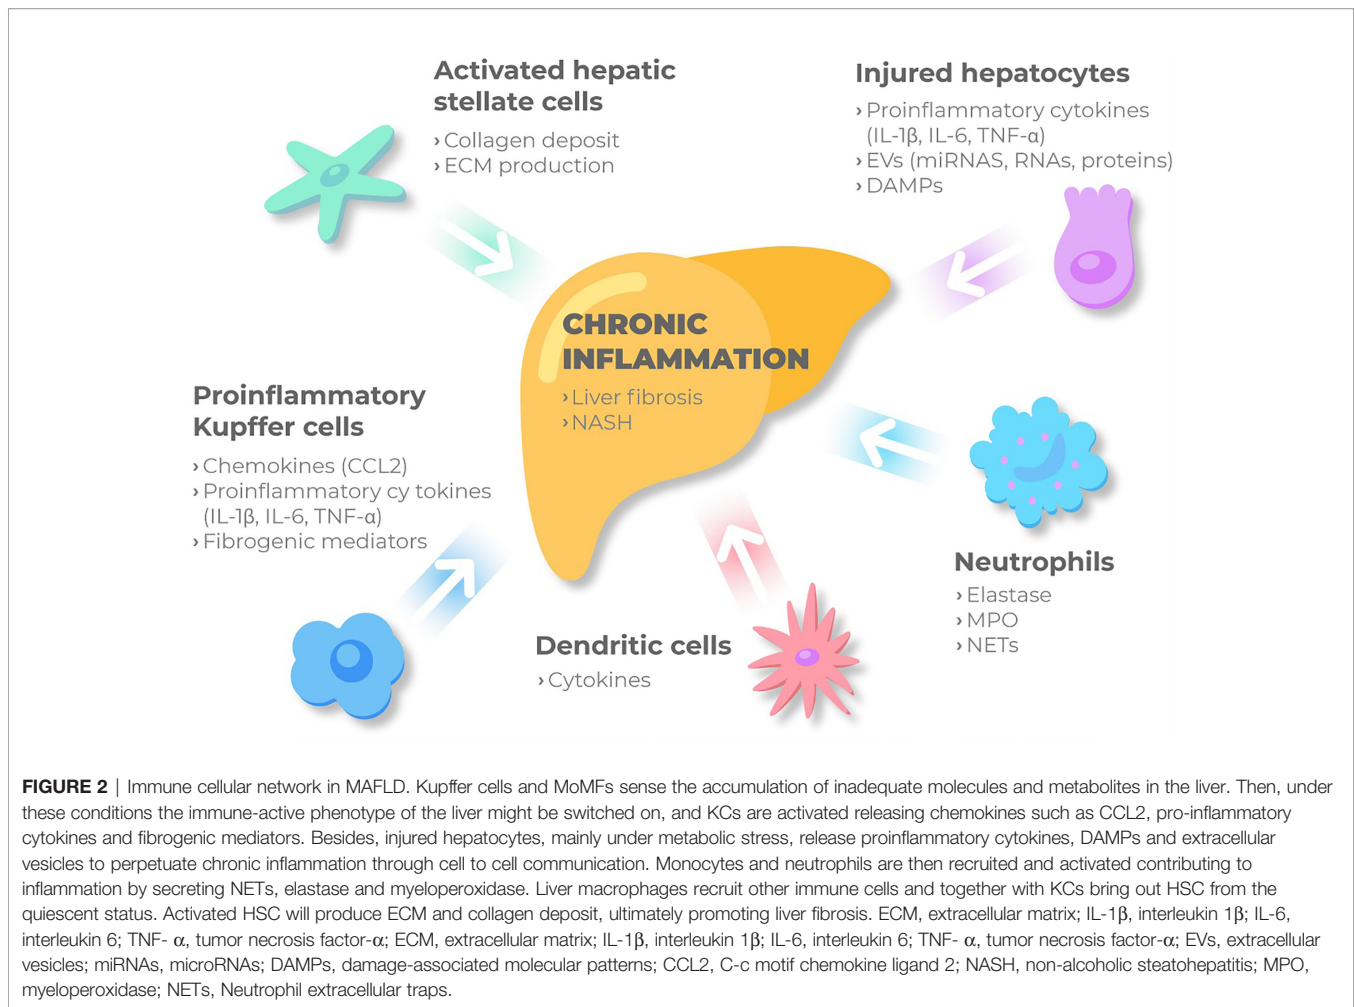 Activated hepatic
stellate cells
› Collagen deposit
› ECM production
Injured hepatocytes
› Proinflammatory cytokines
(IL-1β, IL-6, TNF-α)
› EVs (miRNAS, RNAs, proteins)
› DAMPs
CHRONIC
INFLAMMATION
› Liver fibrosis
› NASH
Proinflammatory
Kupffer cells
› Chemokines (CCL2)
› Proinflammatory cy tokines
(IL-1β, IL-6, TNF-α)
› Fibrogenic mediators
Neutrophils
› Elastase
› MPO
› NETs
Dendritic cells
› Cytokines
FIGURE 2 | Immune cellular network in MAFLD. Kupffer cells and MoMFs sense the accumulation of inadequate molecules and metabolites in the liver. Then, under
these conditions the immune-active phenotype of the liver might be switched on, and KCs are activated releasing chemokines such as CCL2, pro-inflammatory
cytokines and fibrogenic mediators. Besides, injured hepatocytes, mainly under metabolic stress, release proinflammatory cytokines, DAMPs and extracellular
vesicles to perpetuate chronic inflammation through cell to cell communication. Monocytes and neutrophils are then recruited and activated contributing to
inflammation by secreting NETs, elastase and myeloperoxidase. Liver macrophages recruit other immune cells and together with KCs bring out HSC from the
quiescent status. Activated HSC will produce ECM and collagen deposit, ultimately promoting liver fibrosis. ECM, extracellular matrix; IL-1β, interleukin 1β; IL-6,
interleukin 6; TNF- α, tumor necrosis factor-α; ECM, extracellular matrix; IL-1β, interleukin 1β; IL-6, interleukin 6; TNF- α, tumor necrosis factor-α; EVs, extracellular
vesicles; miRNAs, microRNAs; DAMPs, damage-associated molecular patterns; CCL2, C-c motif chemokine ligand 2; NASH, non-alcoholic steatohepatitis; MPO,
myeloperoxidase; NETs, Neutrophil extracellular traps.